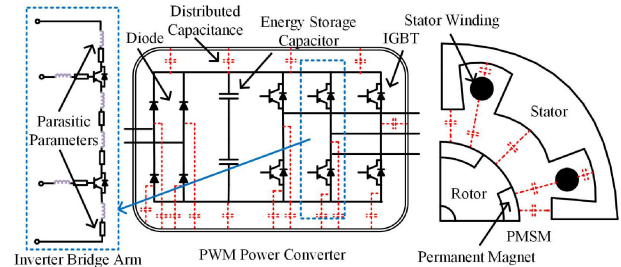 Distributed
Capacitance
Energy Storage
Capacitor
Stator Winding
Diode
IGBT
Parasitic
Parameters
Stator
Rotor
Permanent Magnet
PMSM
Inverter Bridge Arm
PWM Power Converter